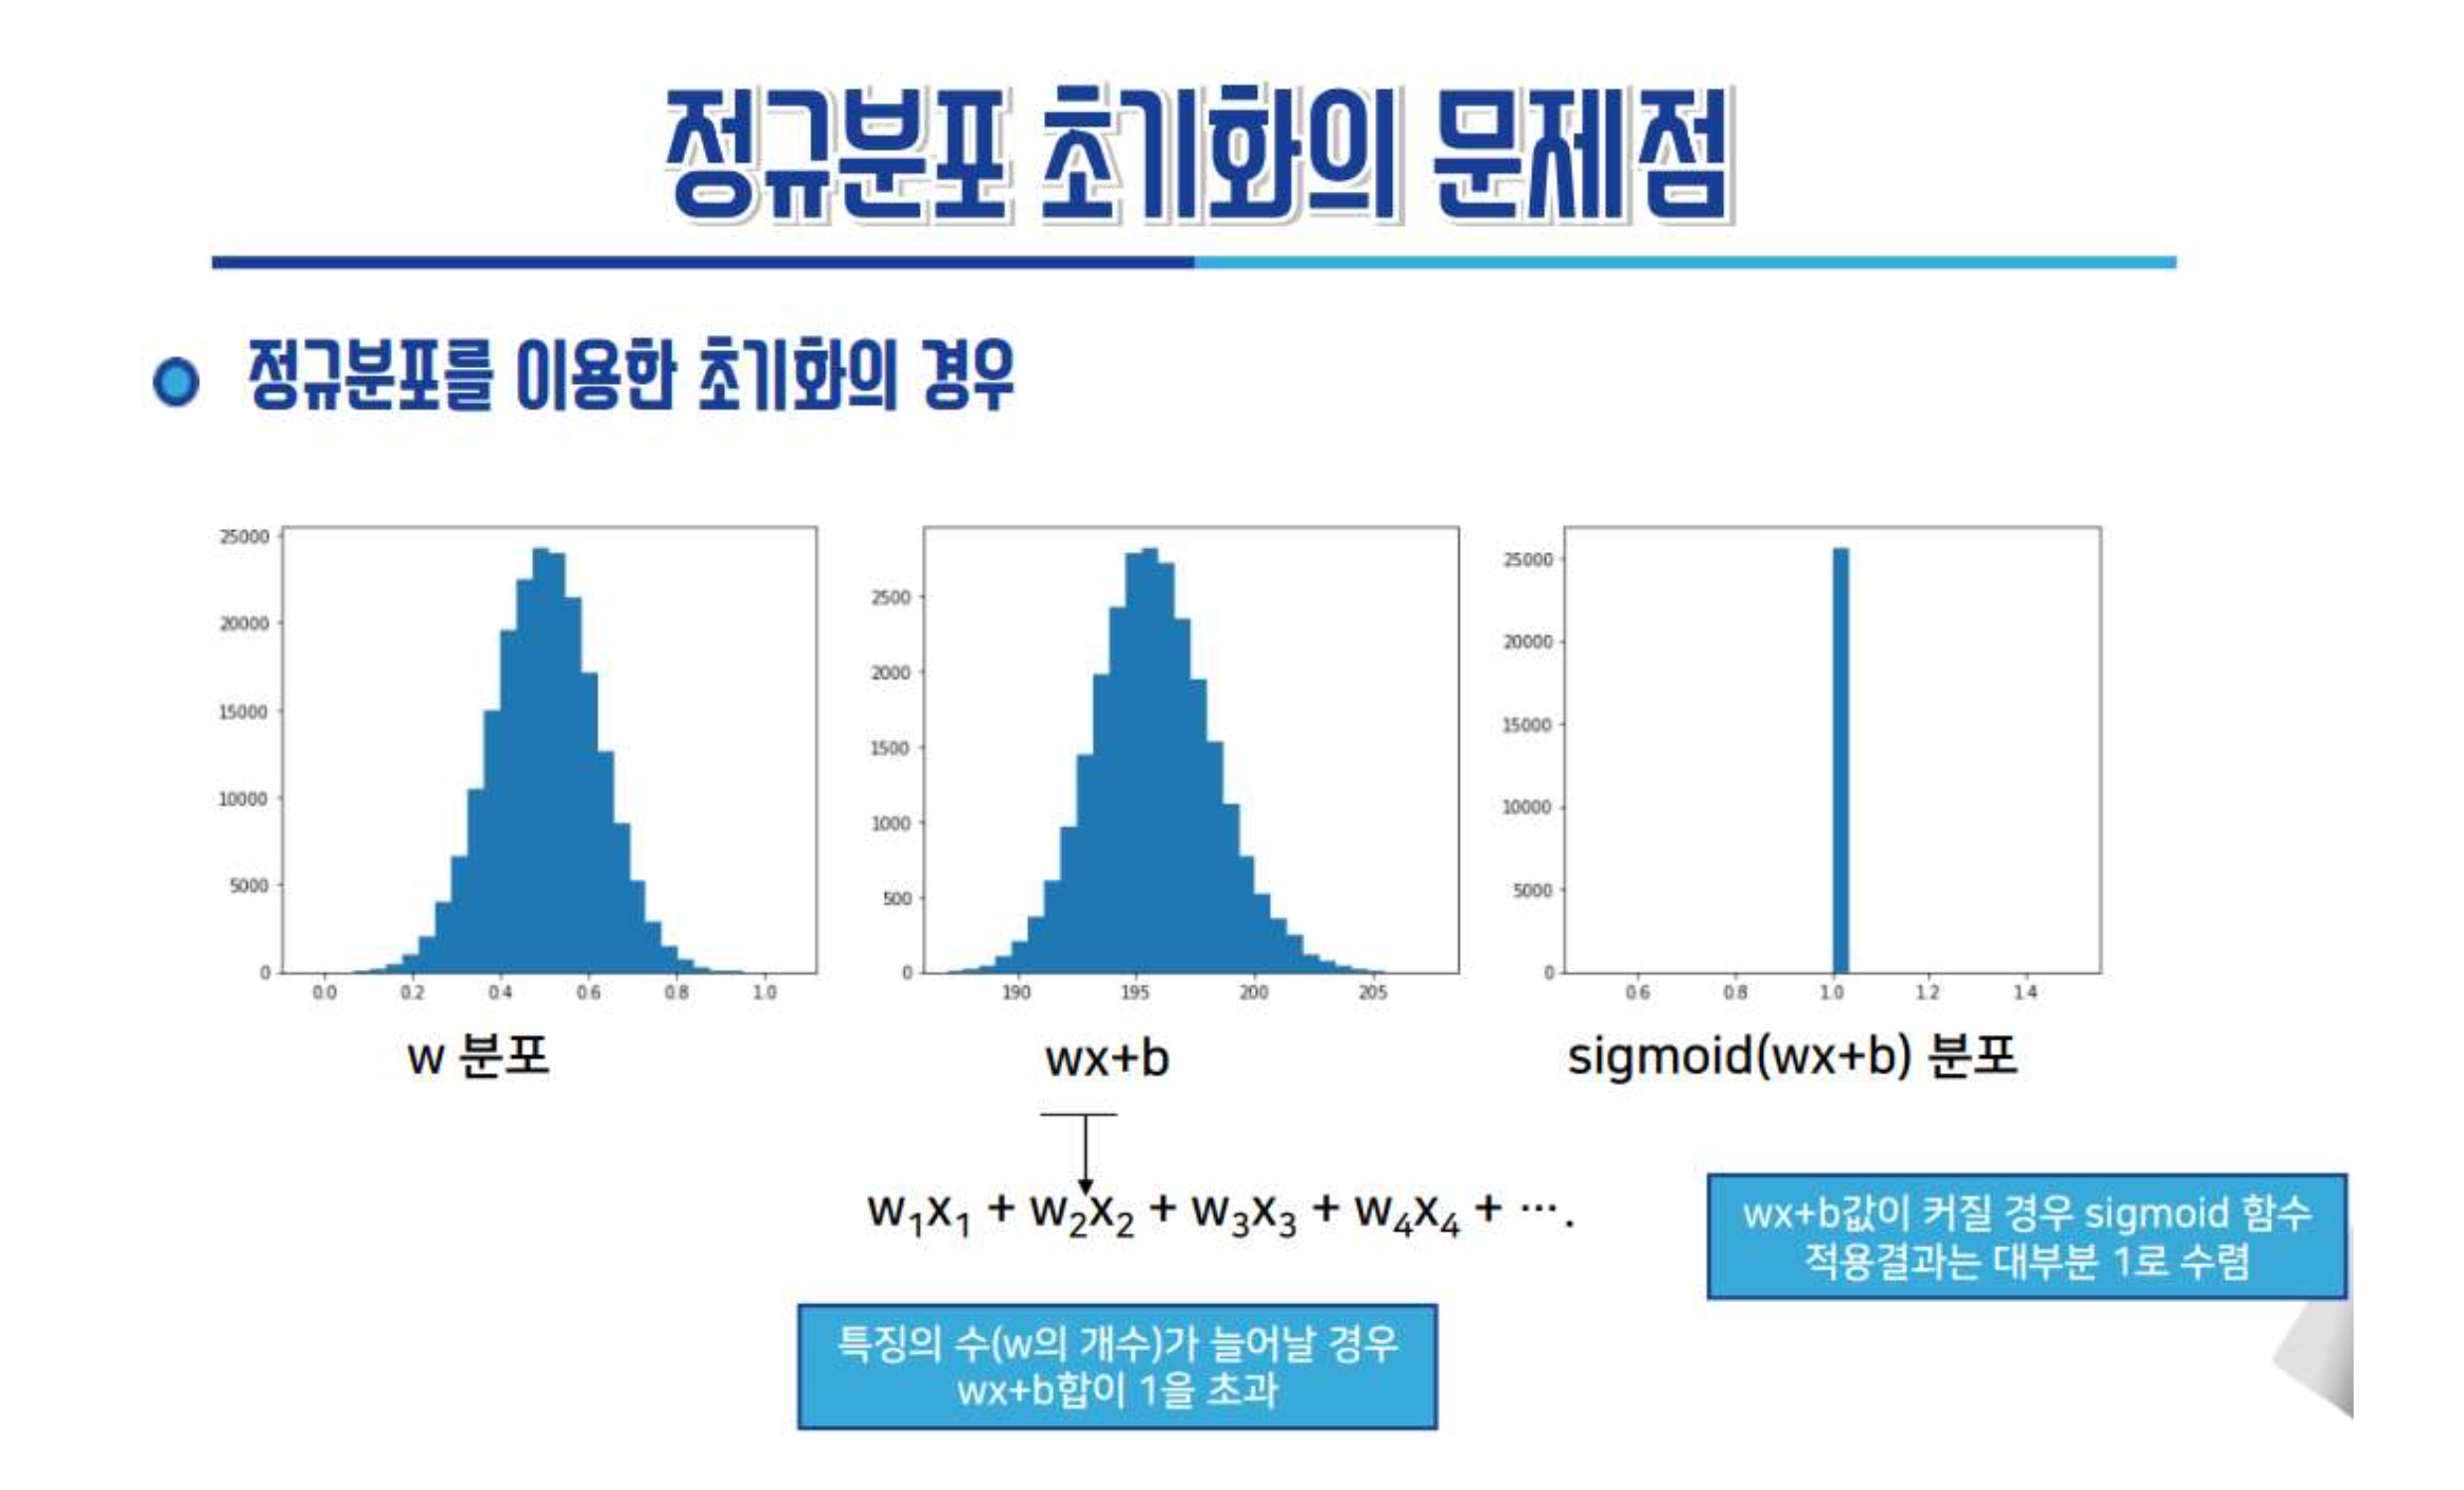 정규분포 초기화의 문제점
정규분포를 이용한 초기화의 경우
25000
20000
15000
10000
5000
0
0.0 0.2 0.4 0.6 0.8 1.0
w 분포
2500
2000
1500
1000
500
0
190 195 200 205
wx+b
25000
20000
15000
10000
5000
0
0.6 0.8 1.0 1.2 1.4
sigmoid(wx+b) 분포
w₁x₁ + w₂x₂ + w₃x₃ + w₄x₄ + ….
wx+b값이 커질 경우 sigmoid 함수
적용결과는 대부분 1로 수렴
특징의 수(w의 개수)가 늘어날 경우
wx+b합이 1을 초과